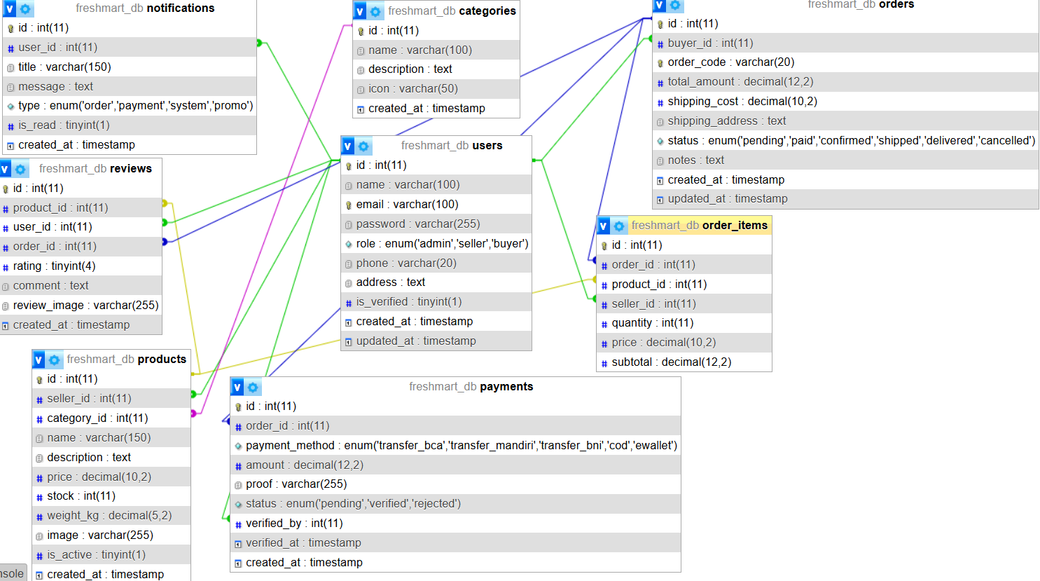 freshmart_db notifications
id : int(11)
user_id : int(11)
title : varchar(150)
message : text
type : enum('order','payment','system','promo')
is_read : tinyint(1)
created_at : timestamp
freshmart_db categories
id : int(11)
name : varchar(100)
description : text
icon : varchar(50)
created_at : timestamp
freshmart_db orders
id : int(11)
buyer_id : int(11)
order_code : varchar(20)
total_amount : decimal(12,2)
shipping_cost : decimal(10,2)
shipping_address : text
status : enum('pending','paid','confirmed','shipped','delivered','cancelled')
notes : text
created_at : timestamp
updated_at : timestamp
freshmart_db reviews
id : int(11)
product_id : int(11)
user_id : int(11)
order_id : int(11)
rating : tinyint(4)
comment : text
review_image : varchar(255)
created_at : timestamp
freshmart_db users
id : int(11)
name : varchar(100)
email : varchar(100)
password : varchar(255)
role : enum('admin','seller','buyer')
phone : varchar(20)
address : text
is_verified : tinyint(1)
created_at : timestamp
updated_at : timestamp
freshmart_db order_items
id : int(11)
order_id : int(11)
product_id : int(11)
seller_id : int(11)
quantity : int(11)
price : decimal(10,2)
subtotal : decimal(12,2)
freshmart_db products
id : int(11)
seller_id : int(11)
category_id : int(11)
name : varchar(150)
description : text
price : decimal(10,2)
stock : int(11)
weight_kg : decimal(5,2)
image : varchar(255)
is_active : tinyint(1)
created_at : timestamp
freshmart_db payments
id : int(11)
order_id : int(11)
payment_method : enum('transfer_bca','transfer_mandiri','transfer_bni','cod','ewallet')
amount : decimal(12,2)
proof : varchar(255)
status : enum('pending','verified','rejected')
verified_by : int(11)
verified_at : timestamp
created_at : timestamp
nsole